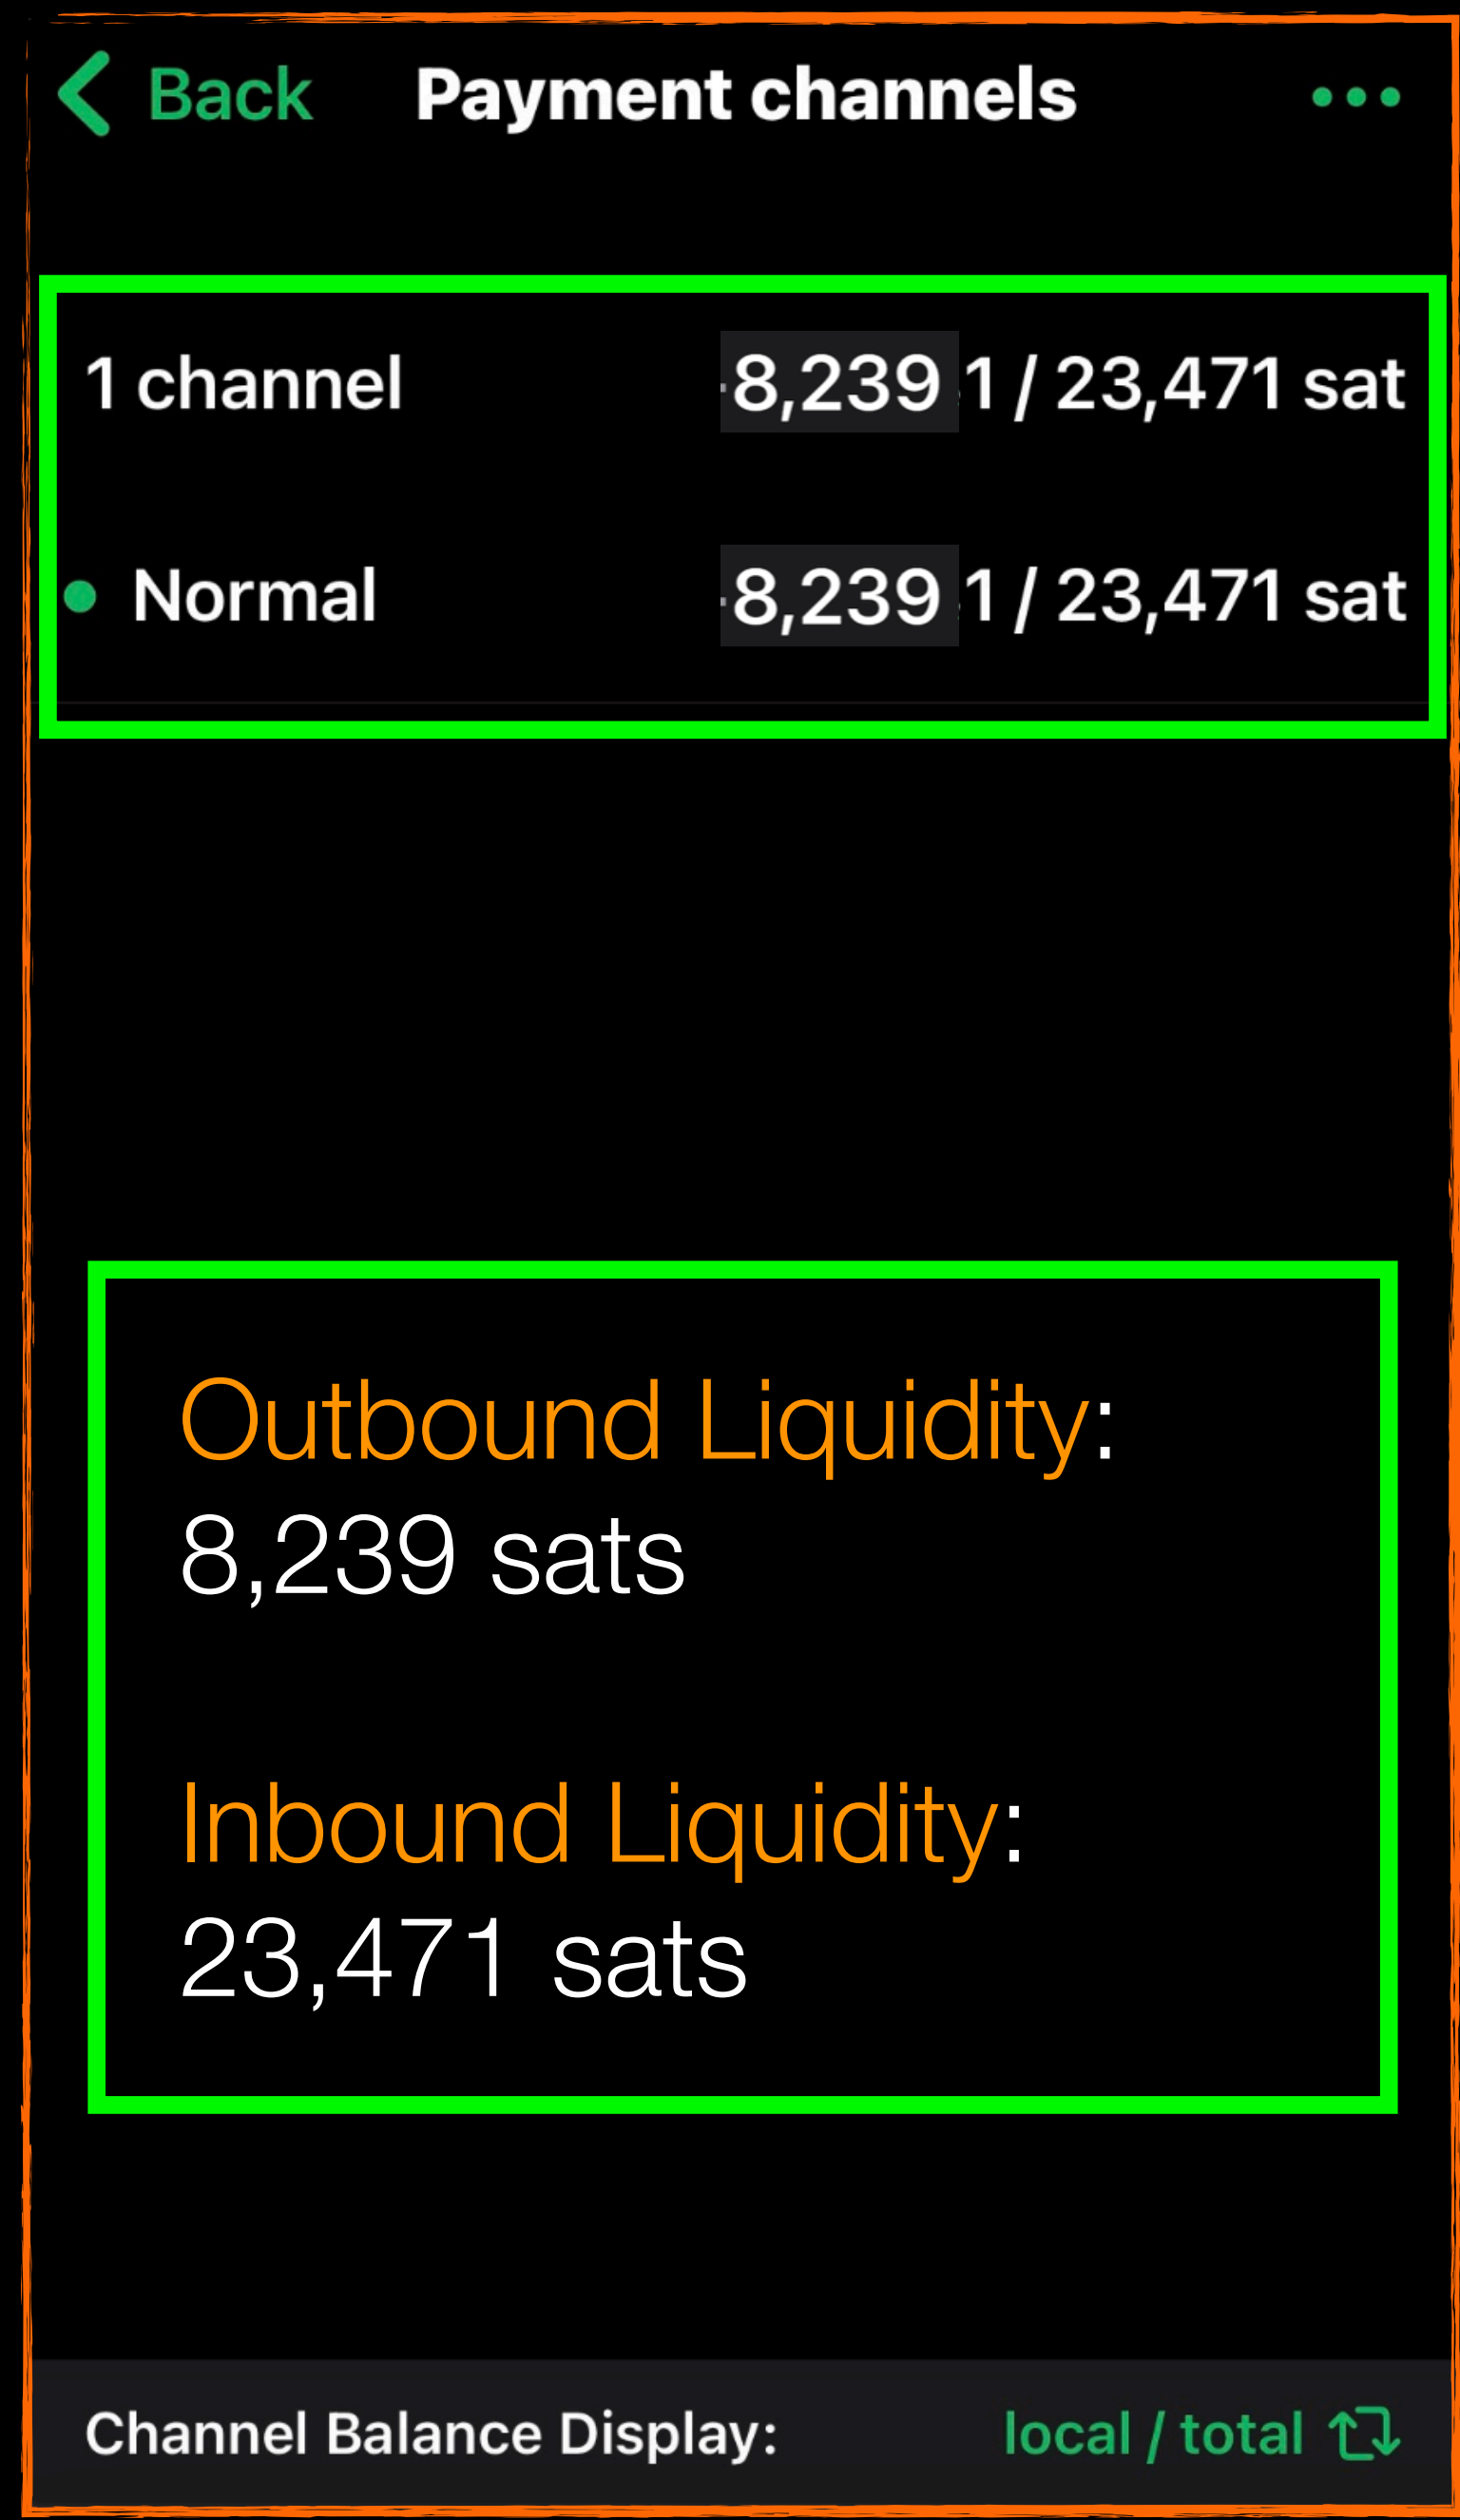 Back Payment channels
1 channel 8,239 1 / 23,471 sat
Normal 8,239 1 / 23,471 sat
Outbound Liquidity:
8,239 sats
Inbound Liquidity:
23,471 sats
Channel Balance Display: local / total